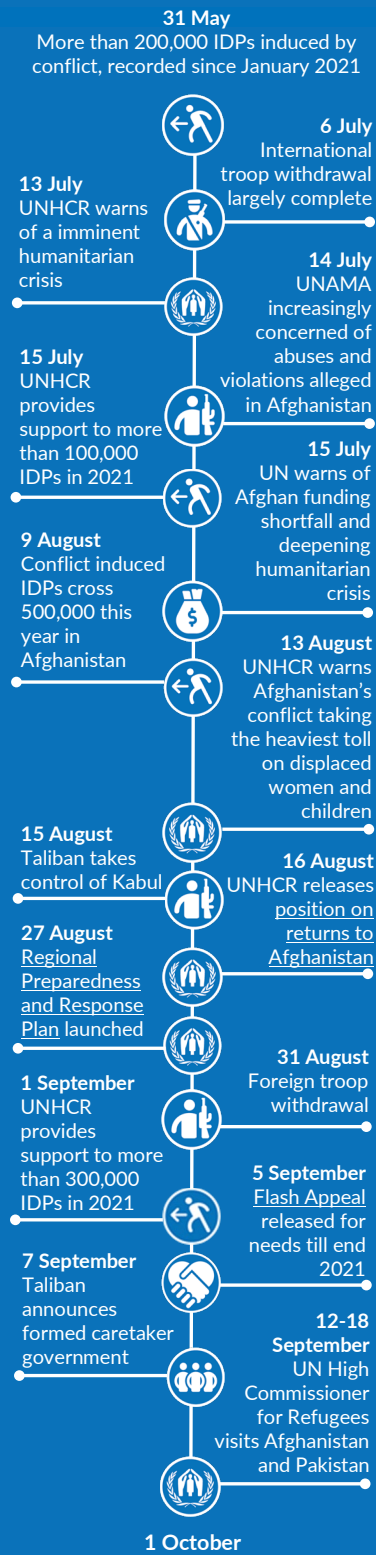 31 May
More than 200,000 IDPs induced by
conflict, recorded since January 2021
6 July
International
troop withdrawal
largely complete
13 July
UNHCR warns
of a imminent
humanitarian
crisis
14 July
UNAMA
increasingly
concerned of
abuses and
violations alleged
in Afghanistan
15 July
UNHCR
provides
support to more
than 100,000
IDPs in 2021
15 July
UN warns of
Afghan funding
shortfall and
deepening
humanitarian
crisis
9 August
Conflict induced
IDPs cross
500,000 this
year in
Afghanistan
13 August
UNHCR warns
Afghanistan's
conflict taking
the heaviest toll
on displaced
women and
children
15 August
Taliban takes
control of Kabul
16 August
UNHCR releases
position on
returns to
Afghanistan
27 August
Regional
Preparedness
and Response
Plan launched
31 August
Foreign troop
withdrawal
1 September
UNHCR
provides
support to more
than 300,000
IDPs in 2021
5 September
Flash Appeal
released for
needs till end
2021
7 September
Taliban
announces
formed caretaker
government
12-18
September
UN High
Commissioner
for Refugees
visits Afghanistan
and Pakistan
1 October